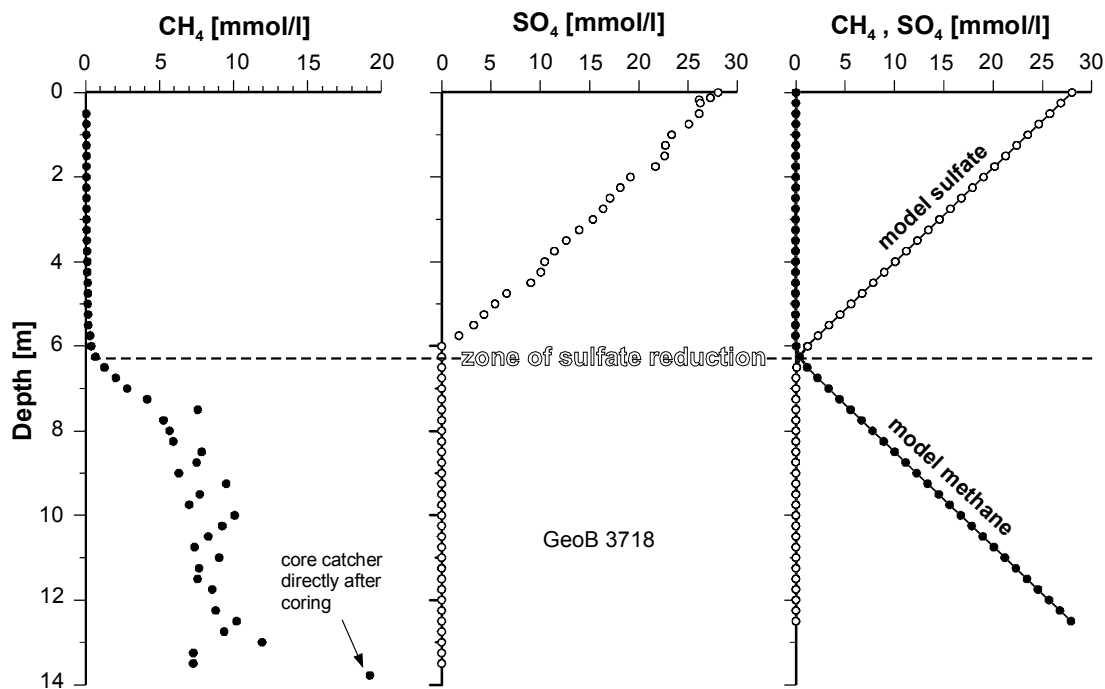 CH4 [mmol/l]
SO4 [mmol/l]
CH4 , SO4 [mmol/l]
0 5 10 15 20
0 5 10 15 20 25 30
0 5 10 15 20 25 30
Depth [m]
0
2
4
6
8
10
12
14
model sulfate
zone of sulfate reduction
model methane
GeoB 3718
core catcher
directly after
coring